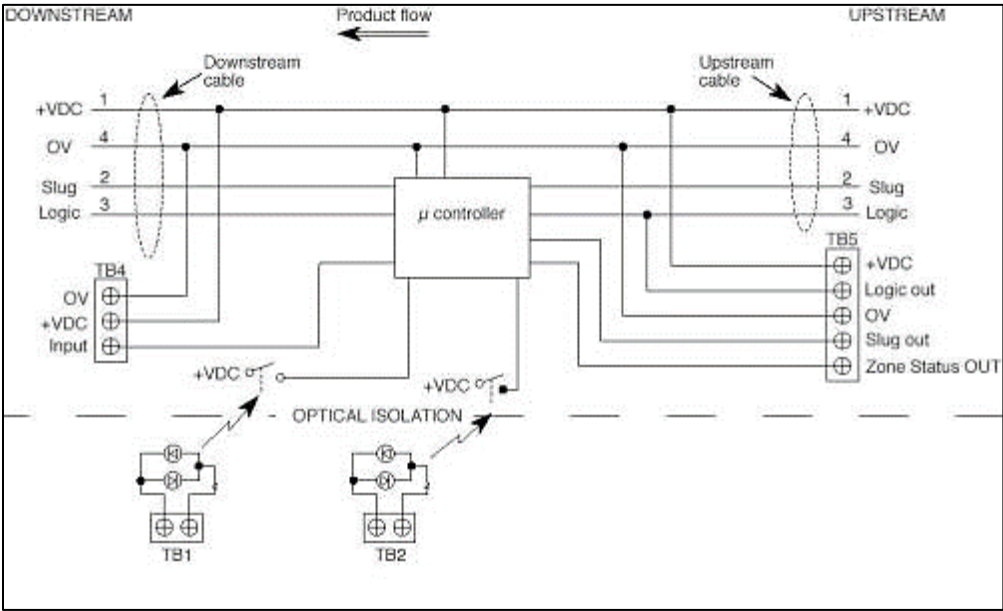 DOWNSTREAM
Product flow
UPSTREAM
Downstream
cable
Upstream
cable
+VDC 1
1 +VDC
OV 4
4 OV
Slug 2
2 Slug
Logic 3
3 Logic
µ controller
TB4
OV
+VDC
Input
TB5
+VDC
Logic out
OV
Slug out
Zone Status OUT
+VDC
+VDC
OPTICAL ISOLATION
TB1
TB2